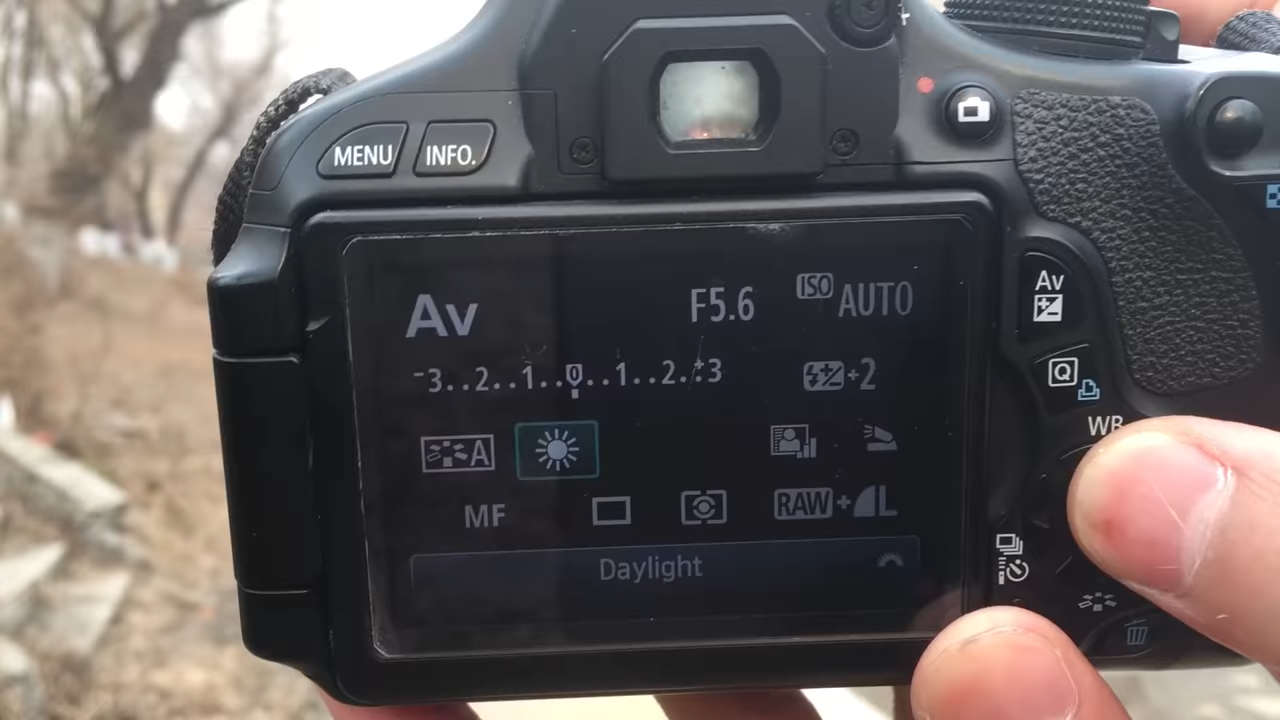 MENU INFO.
Av F5.6 ISO AUTO
-3..2..1..0..1..2..+3 +2
A
MF RAW+L
Daylight
Av
Q
WB